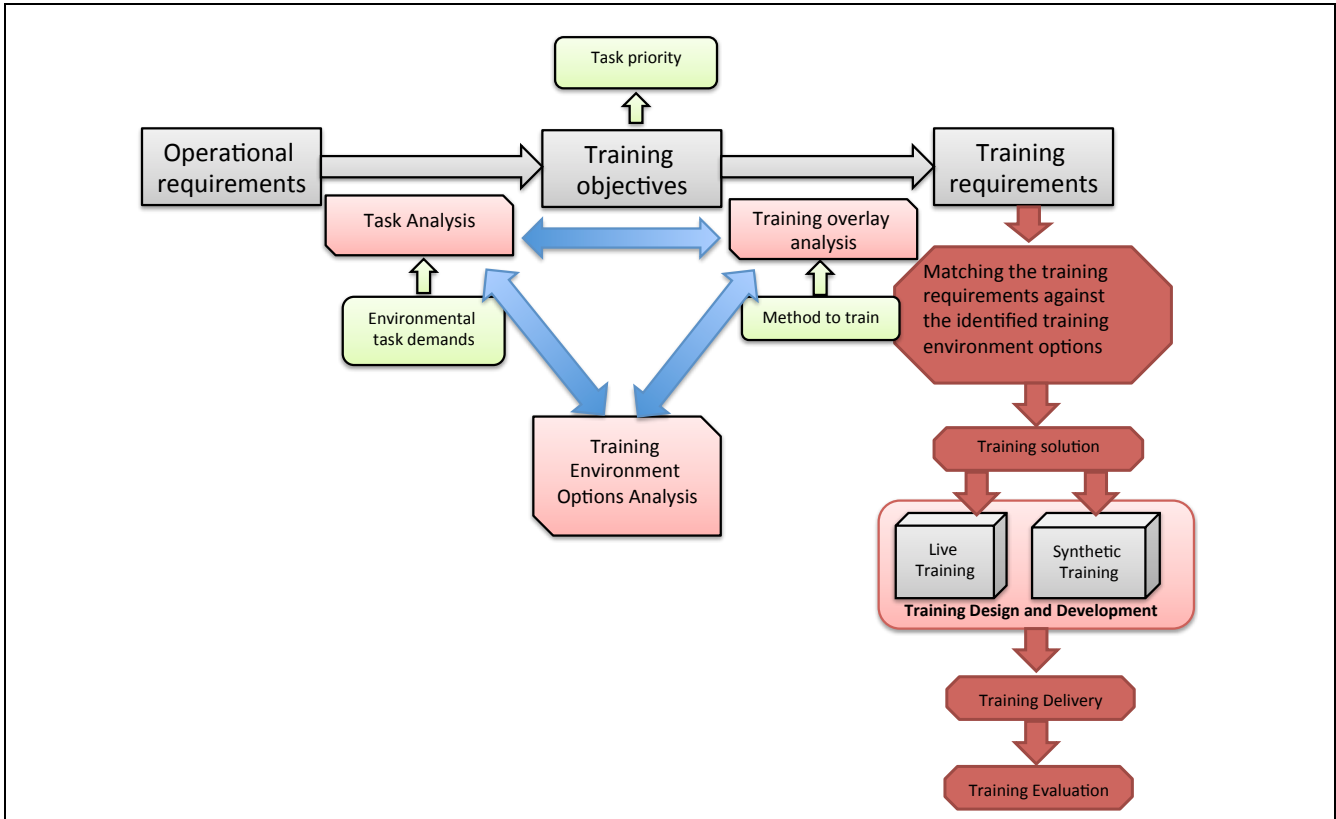 Task priority
Operational
requirements
Training
objectives
Training
requirements
Task Analysis
Training overlay
analysis
Environmental
task demands
Method to train
Matching the training
requirements against
the identified training
environment options
Training
Environment
Options Analysis
Training solution
Live
Training
Synthetic
Training
Training Design and Development
Training Delivery
Training Evaluation